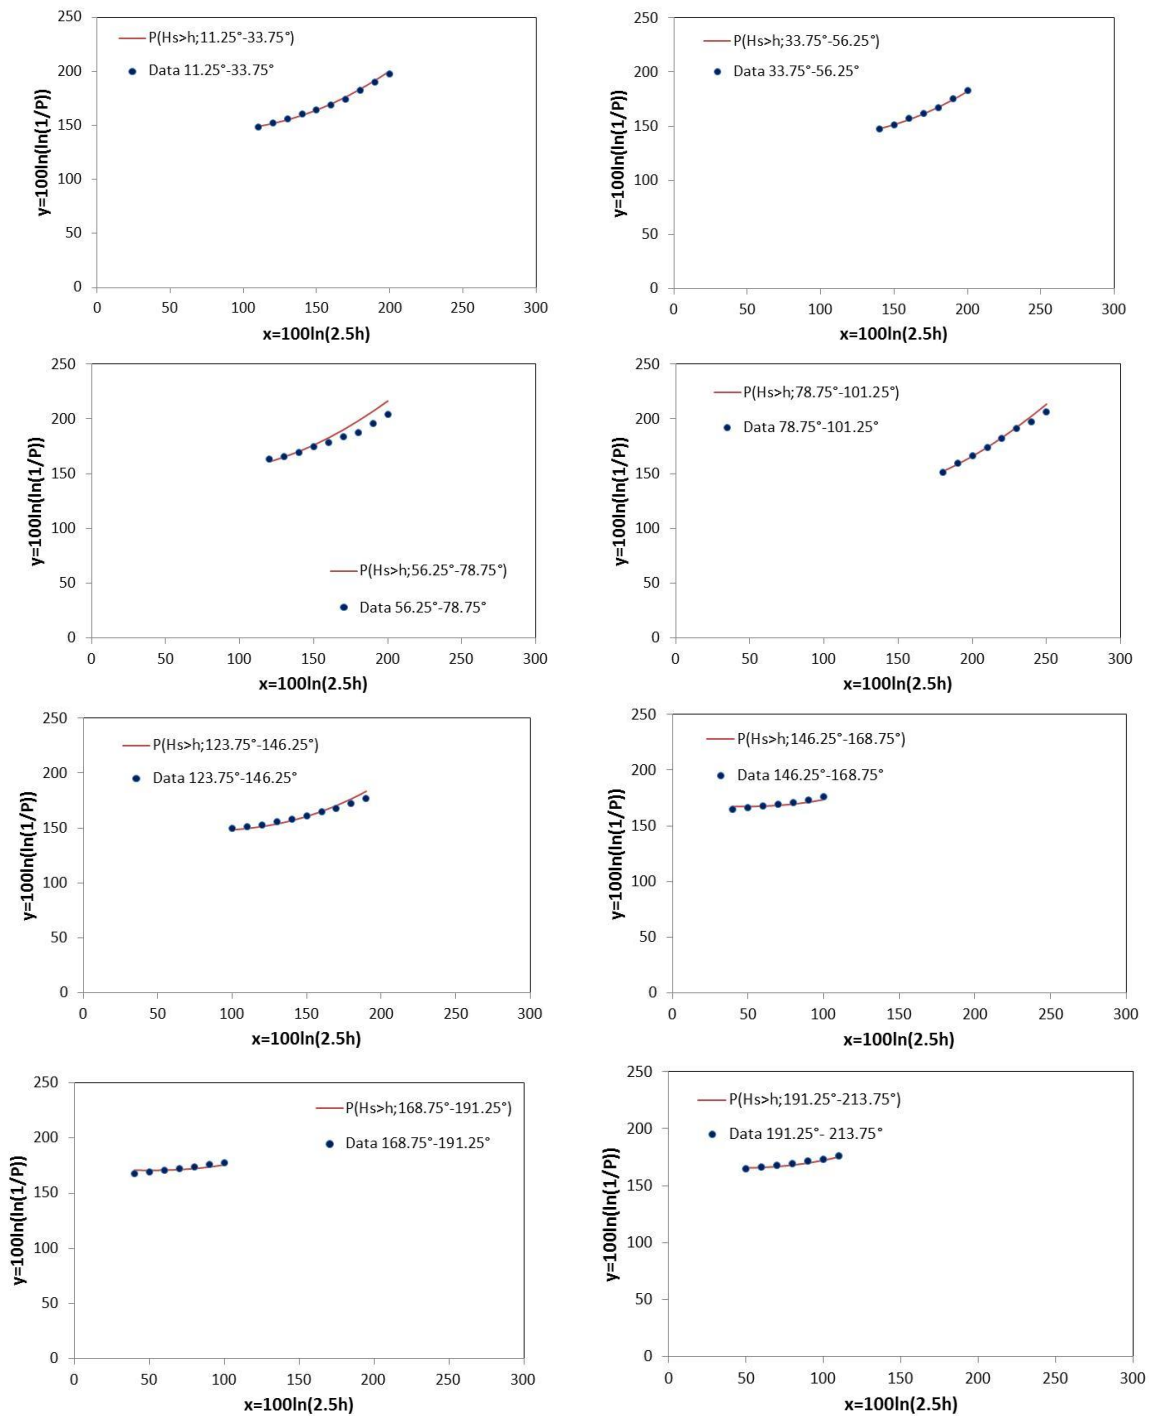 250
200
150
100
50
0
P(Hs>h;11.25°-33.75°)
Data 11.25°-33.75°
y=100ln(ln(1/P))
0 50 100 150 200 250 300
x=100ln(2.5h)
250
200
150
100
50
0
P(Hs>h;33.75°-56.25°)
Data 33.75°-56.25°
y=100ln(ln(1/P))
0 50 100 150 200 250 300
x=100ln(2.5h)
250
200
150
100
50
0
P(Hs>h;56.25°-78.75°)
Data 56.25°-78.75°
y=100ln(ln(1/P))
0 50 100 150 200 250 300
x=100ln(2.5h)
250
200
150
100
50
0
P(Hs>h;78.75°-101.25°)
Data 78.75°-101.25°
y=100ln(ln(1/P))
0 50 100 150 200 250 300
x=100ln(2.5h)
250
200
150
100
50
0
P(Hs>h;123.75°-146.25°)
Data 123.75°-146.25°
y=100ln(ln(1/P))
0 50 100 150 200 250 300
x=100ln(2.5h)
250
200
150
100
50
0
P(Hs>h;146.25°-168.75°)
Data 146.25°-168.75°
y=100ln(ln(1/P))
0 50 100 150 200 250 300
x=100ln(2.5h)
250
200
150
100
50
0
P(Hs>h;168.75°-191.25°)
Data 168.75°-191.25°
y=100ln(ln(1/P))
0 50 100 150 200 250 300
x=100ln(2.5h)
250
200
150
100
50
0
P(Hs>h;191.25°-213.75°)
Data 191.25°- 213.75°
y=100ln(ln(1/P))
0 50 100 150 200 250 300
x=100ln(2.5h)